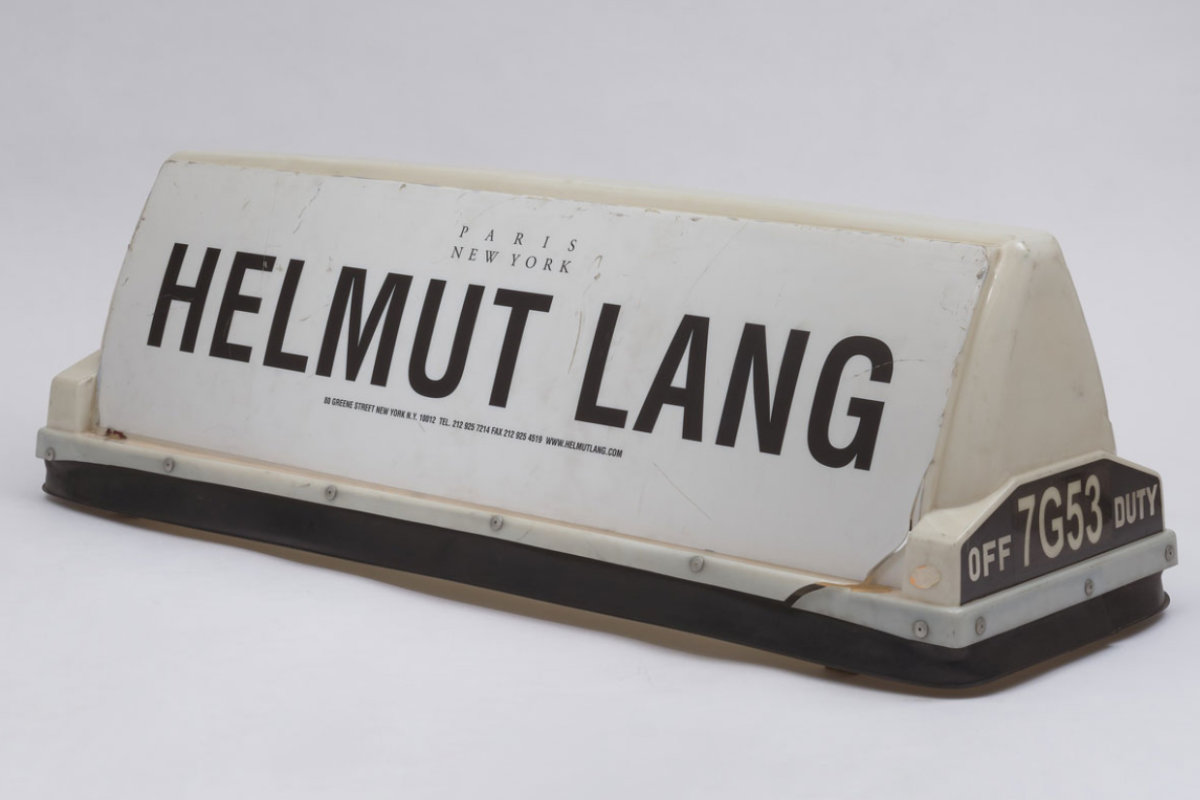 PARIS
NEW YORK
HELMUT LANG
80 GREENE STREET NEW YORK N.Y. 10012 TEL. 212 925 7214 FAX 212 925 4519 WWW.HELMUTLANG.COM
OFF 7G53 DUTY